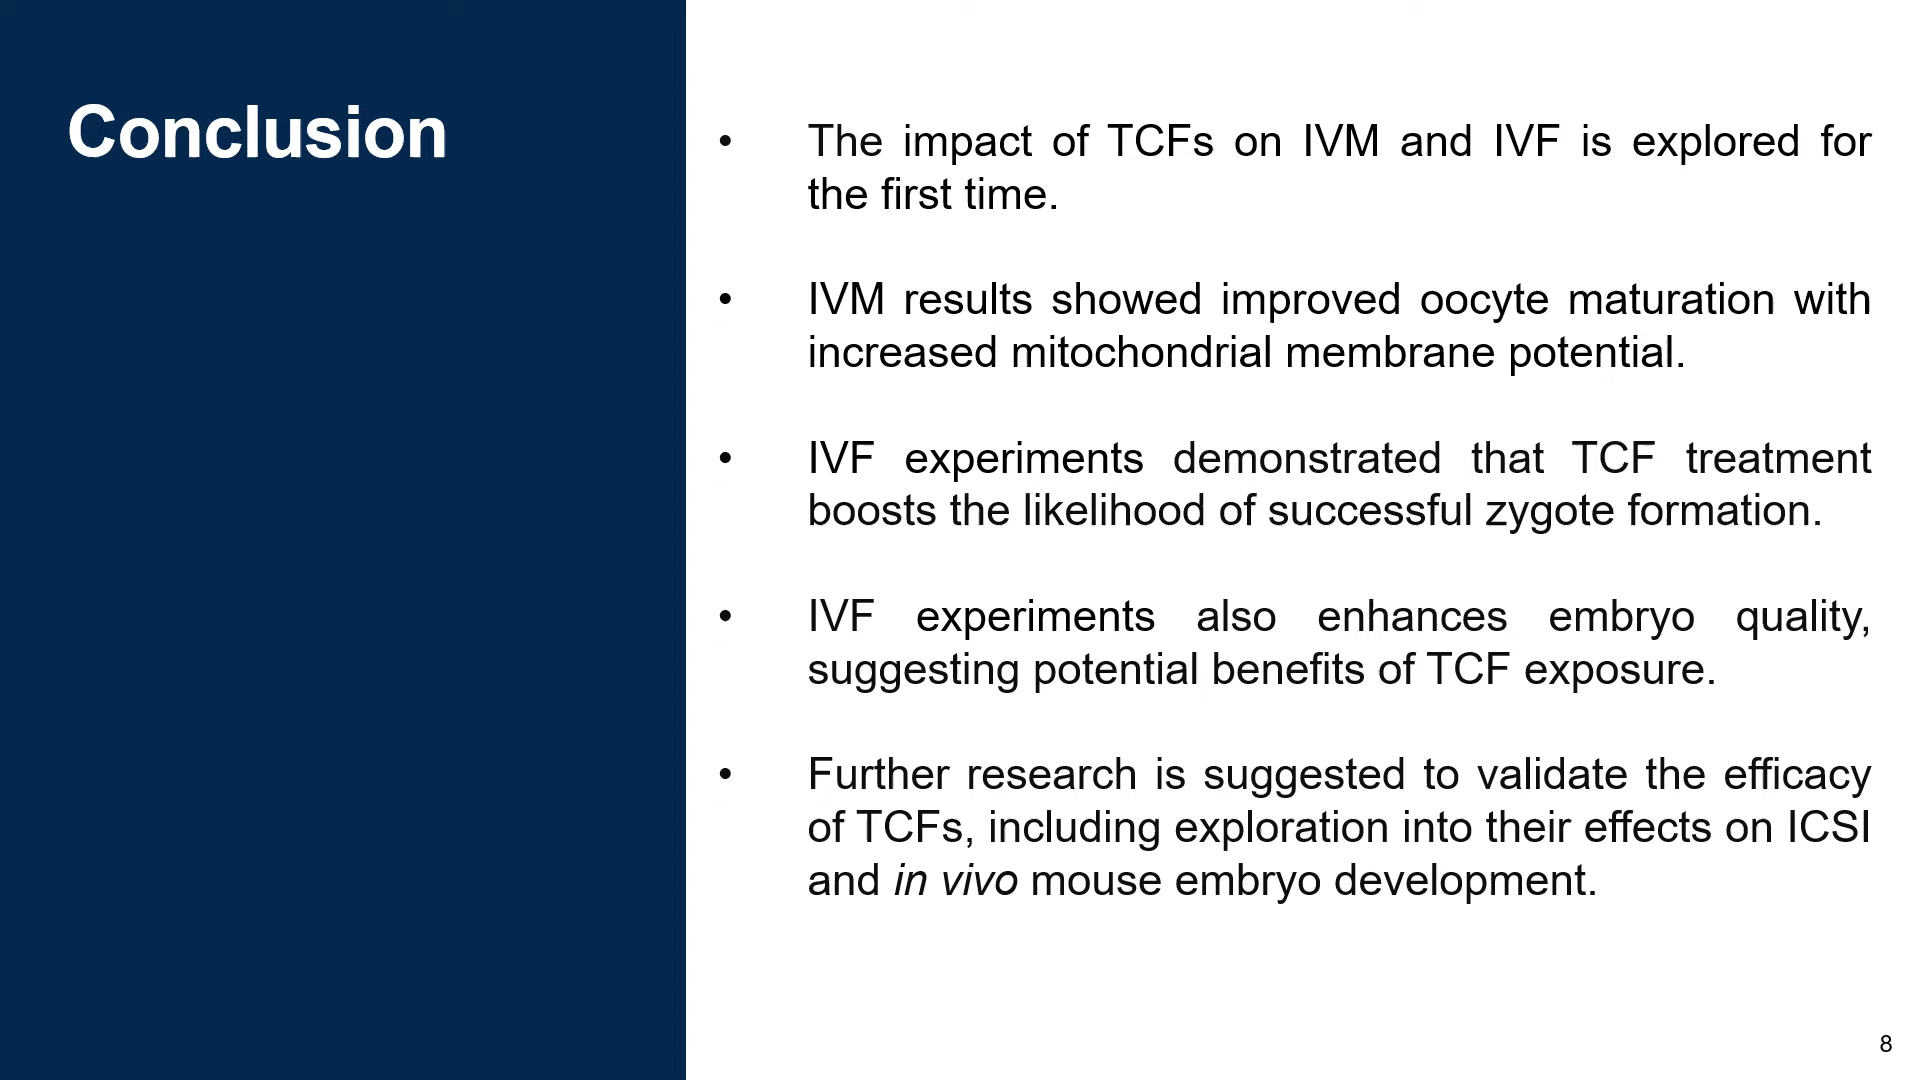 Conclusion
• The impact of TCFs on IVM and IVF is explored for
the first time.
• IVM results showed improved oocyte maturation with
increased mitochondrial membrane potential.
• IVF experiments demonstrated that TCF treatment
boosts the likelihood of successful zygote formation.
• IVF experiments also enhances embryo quality,
suggesting potential benefits of TCF exposure.
• Further research is suggested to validate the efficacy
of TCFs, including exploration into their effects on ICSI
and in vivo mouse embryo development.
8